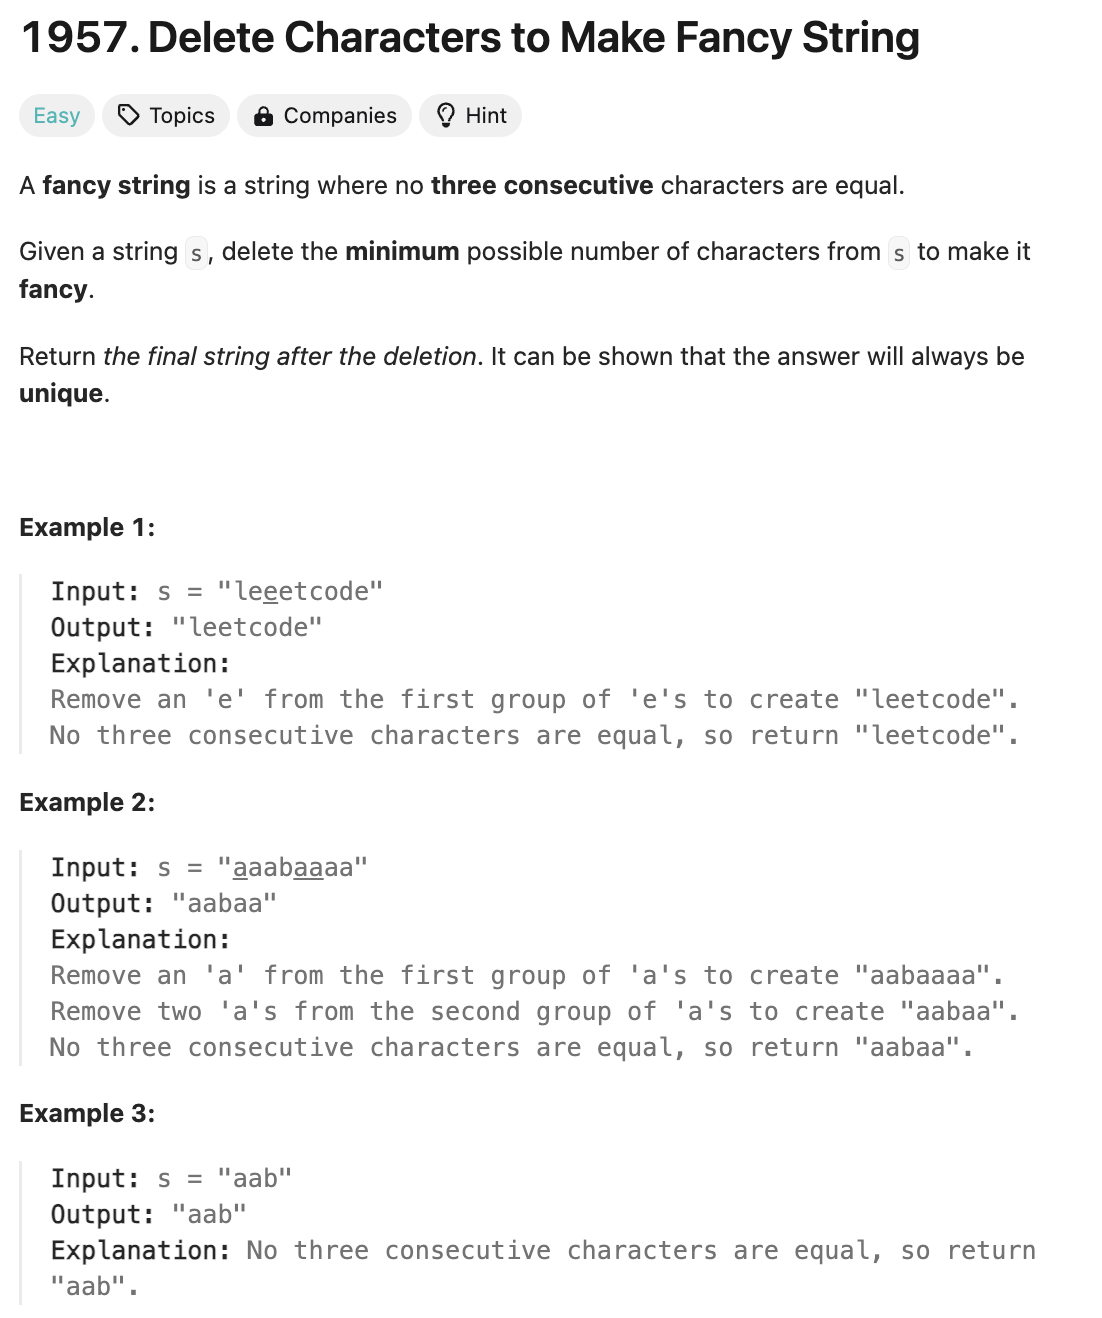 1957. Delete Characters to Make Fancy String
Easy Topics Companies Hint
A fancy string is a string where no three consecutive characters are equal.
Given a string s, delete the minimum possible number of characters from s to make it
fancy.
Return the final string after the deletion. It can be shown that the answer will always be
unique.
Example 1:
Input: s = "leeetcode"
Output: "leetcode"
Explanation:
Remove an 'e' from the first group of 'e's to create "leetcode".
No three consecutive characters are equal, so return "leetcode".
Example 2:
Input: s = "aaabaaaa"
Output: "aabaa"
Explanation:
Remove an 'a' from the first group of 'a's to create "aabaaaa".
Remove two 'a's from the second group of 'a's to create "aabaa".
No three consecutive characters are equal, so return "aabaa".
Example 3:
Input: s = "aab"
Output: "aab"
Explanation: No three consecutive characters are equal, so return
"aab".